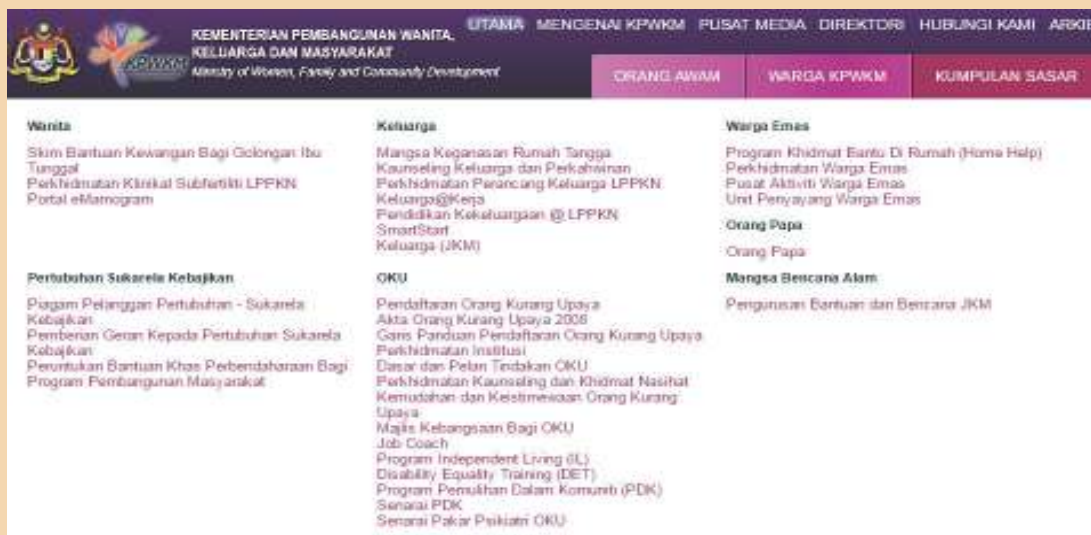 UTAMA MENGENAI KPWKM PUSAT MEDIA DIREKTORI HUBUNGI KAMI ARKIB
KEMENTERIAN PEMBANGUNAN WANITA,
KELUARGA DAN MASYARAKAT
Ministry of Women, Family and Community Development
KPWKM
ORANG AWAM WARGA KPWKM KUMPULAN SASAR
Wanita
Skim Bantuan Kewangan Bagi Golongan Ibu
Tunggal
Perkhidmatan Klinikal Subfertiliti LPPKN
Portal eMamogram
Keluarga
Mangsa Keganasan Rumah Tangga
Kaunseling Keluarga dan Perkahwinan
Perkhidmatan Perancang Keluarga LPPKN
Keluarga@Kerja
Pendidikan Kekeluargaan @ LPPKN
SmartStart
Keluarga (JKM)
Warga Emas
Program Khidmat Bantu Di Rumah (Home Help)
Perkhidmatan Warga Emas
Pusat Aktiviti Warga Emas
Unit Penyayang Warga Emas
Orang Papa
Orang Papa
Pertubuhan Sukarela Kebajikan
Piagam Pelanggan Pertubuhan - Sukarela
Kebajikan
Pemberian Geran Kepada Pertubuhan Sukarela
Kebajikan
Peruntukan Bantuan Khas Perbendaharaan Bagi
Program Pembangunan Masyarakat
OKU
Pendaftaran Orang Kurang Upaya
Akta Orang Kurang Upaya 2008
Garis Panduan Pendaftaran Orang Kurang Upaya
Perkhidmatan Institusi
Dasar dan Pelan Tindakan OKU
Perkhidmatan Kaunseling dan Khidmat Nasihat
Kemudahan dan Keistimewaan Orang Kurang
Upaya
Majlis Kebangsaan Bagi OKU
Job Coach
Program Independent Living (IL)
Disability Equality Training (DET)
Program Pemulihan Dalam Komuniti (PDK)
Senarai PDK
Senarai Pakar Psikiatri OKU
Mangsa Bencana Alam
Pengurusan Bantuan dan Bencana JKM